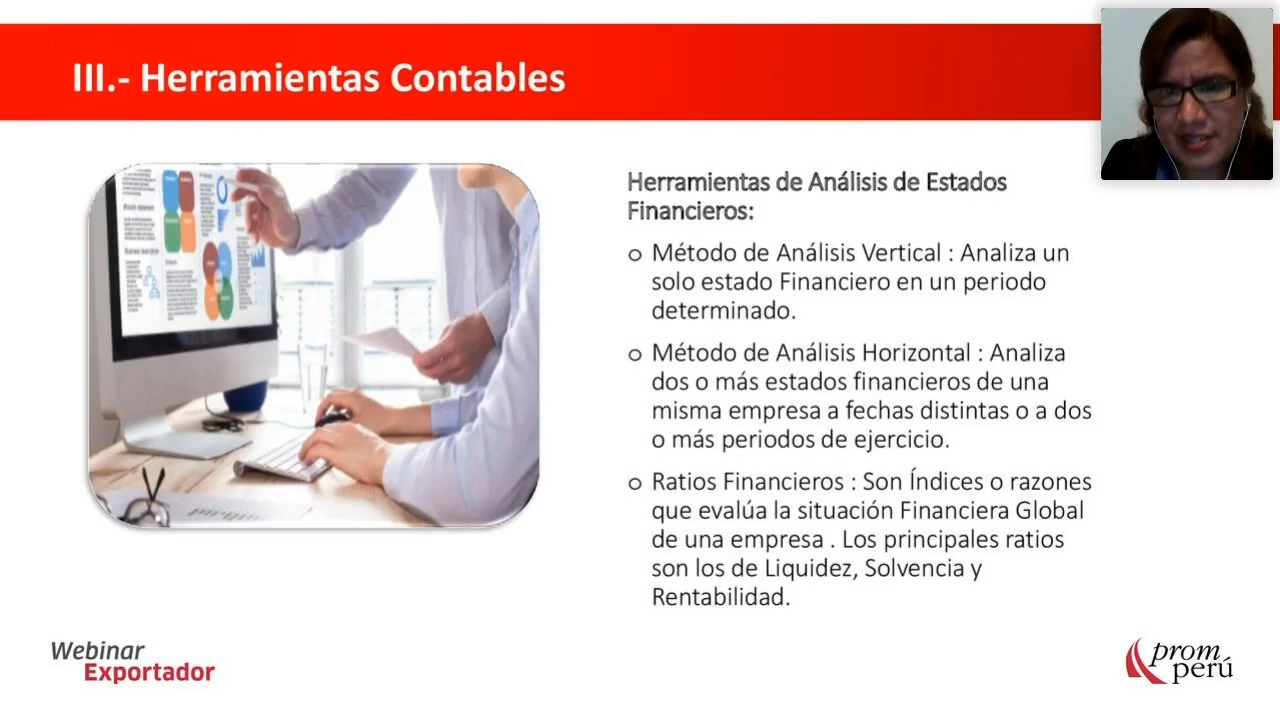 III.- Herramientas Contables
Herramientas de Análisis de Estados
Financieros:
o Método de Análisis Vertical : Analiza un
solo estado Financiero en un periodo
determinado.
o Método de Análisis Horizontal : Analiza
dos o más estados financieros de una
misma empresa a fechas distintas o a dos
o más periodos de ejercicio.
o Ratios Financieros : Son Índices o razones
que evalúa la situación Financiera Global
de una empresa . Los principales ratios
son los de Liquidez, Solvencia y
Rentabilidad.
Webinar
Exportador
prom
perú